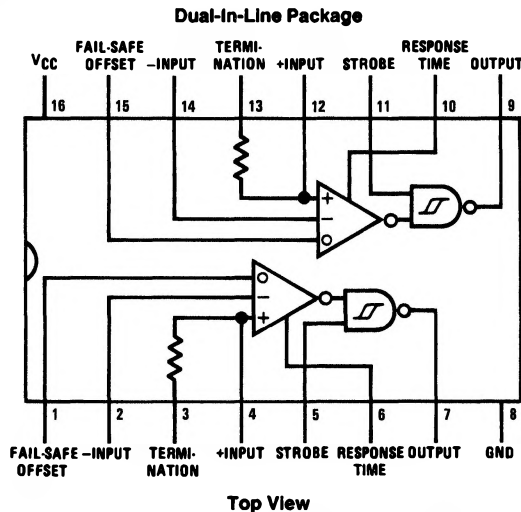 Dual-In-Line Package
FAIL-SAFE TERMI- RESPONSE
VCC OFFSET –INPUT NATION +INPUT STROBE TIME OUTPUT
16 15 14 13 12 11 10 9
+
–
+
–
1 2 3 4 5 6 7 8
FAIL-SAFE –INPUT TERMI- +INPUT STROBE RESPONSE OUTPUT GND
OFFSET NATION TIME
Top View